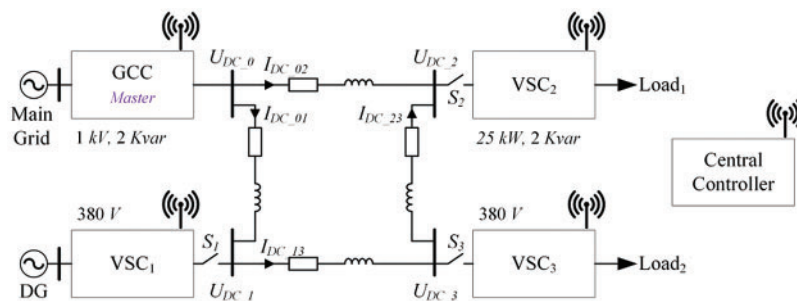 GCC
Master
Main
Grid
1 kV, 2 Kvar
U_DC_0
I_DC_02
I_DC_01
U_DC_2
S_2
I_DC_23
VSC_2
Load_1
25 kW, 2 Kvar
Central
Controller
380 V
VSC_1
DG
S_1
U_DC_1
I_DC_13
S_3
U_DC_3
380 V
VSC_3
Load_2